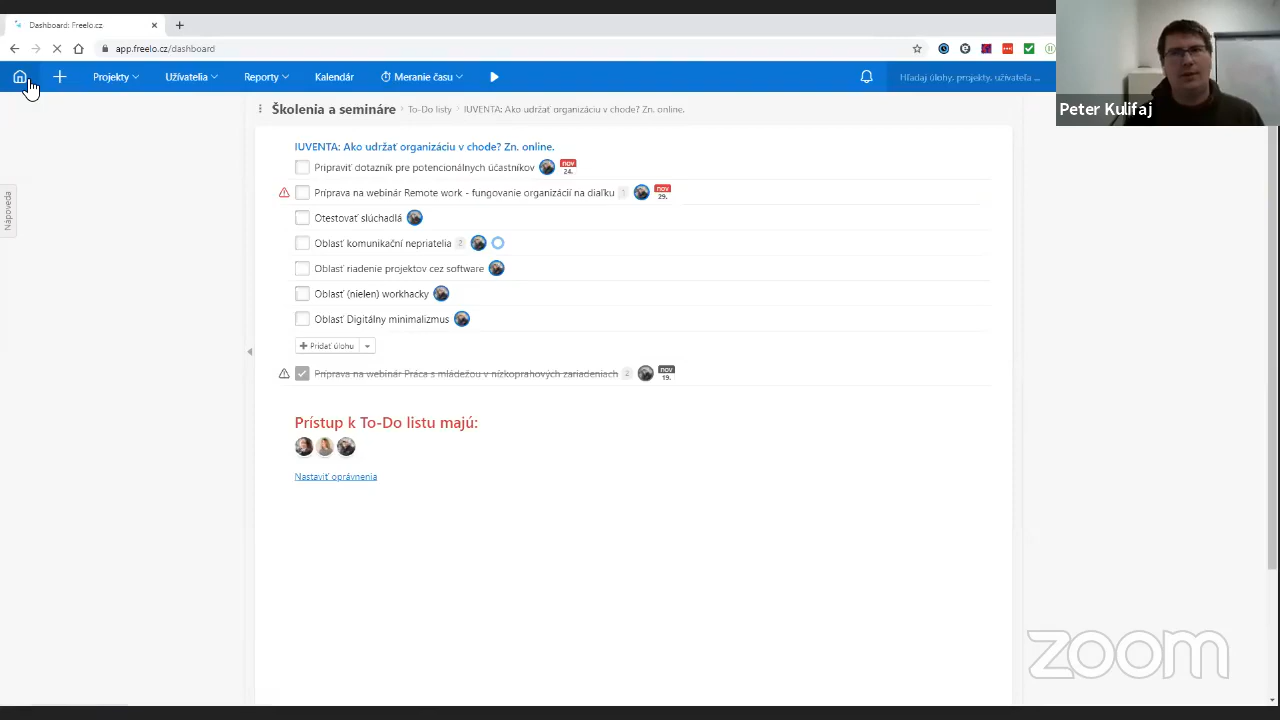 Dashboard: Freelo.cz
app.freelo.cz/dashboard
Projekty
Užívatelia
Reporty
Kalendár
Meranie času
Hľadaj úlohy, projekty, užívateľa ...
Peter Kulifaj
Školenia a semináre
To-Do listy
IUVENTA: Ako udržať organizáciu v chode? Zn. online.
Nápoveda
IUVENTA: Ako udržať organizáciu v chode? Zn. online.
Pripraviť dotazník pre potencionálnych účastníkov
nov 24.
Príprava na webinár Remote work - fungovanie organizácií na diaľku 1
nov 29.
Otestovať slúchadlá
Oblasť komunikační nepriatelia 2
Oblasť riadenie projektov cez software
Oblasť (nielen) workhacky
Oblasť Digitálny minimalizmus
Pridať úlohu
Príprava na webinár Práca s mládežou v nízkoprahových zariadeniach 2
nov 19.
Prístup k To-Do listu majú:
Nastaviť oprávnenia
zoom